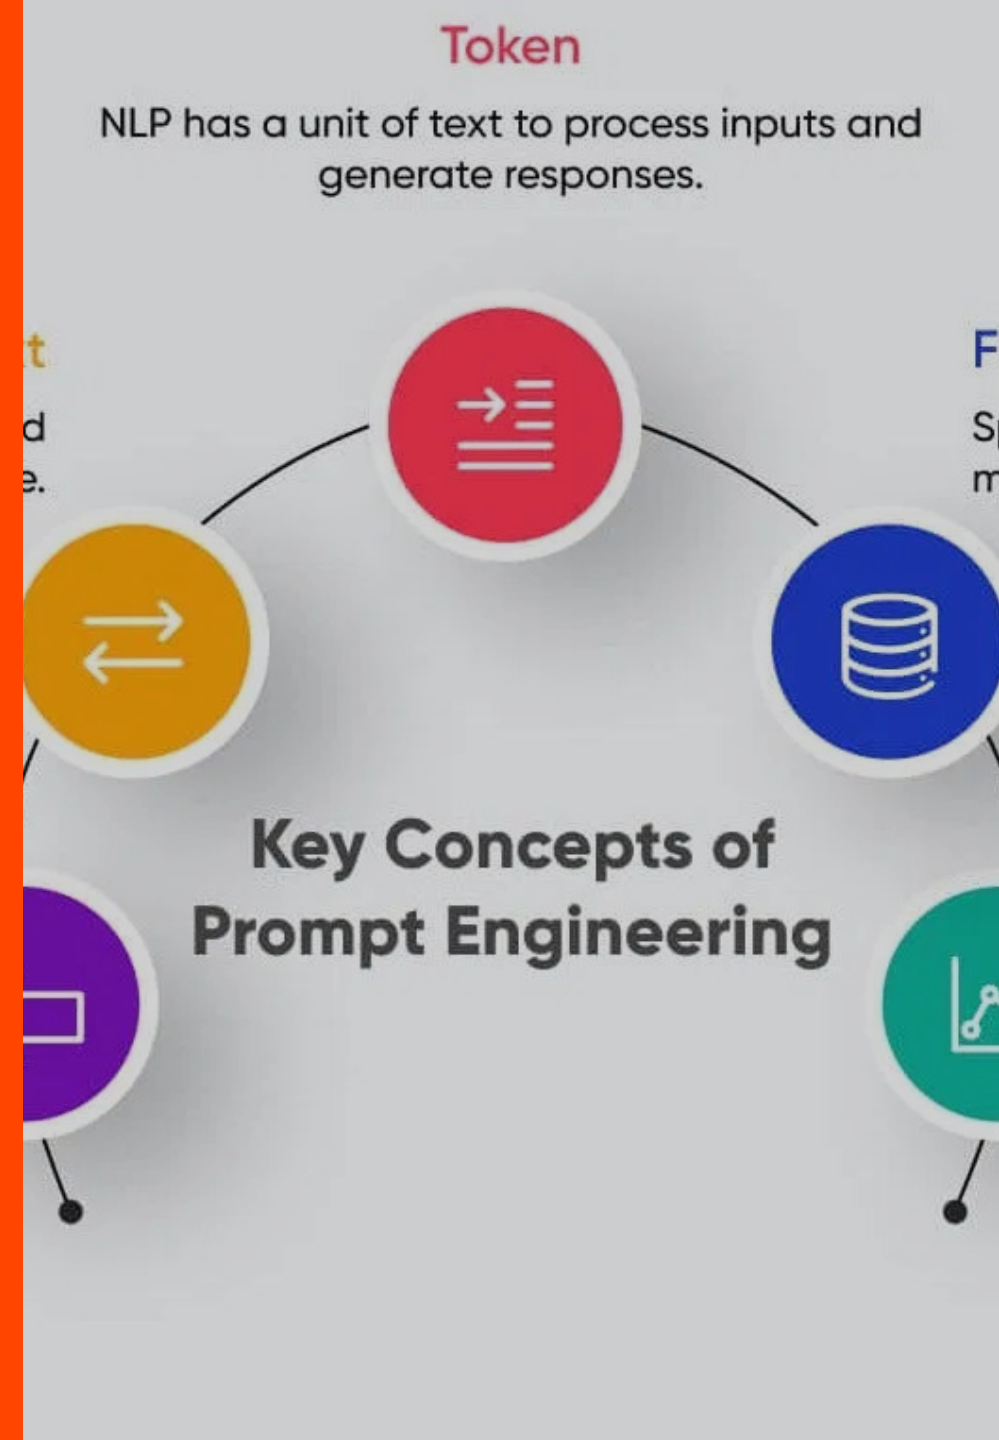 Token
NLP has a unit of text to process inputs and
generate responses.
Key Concepts of
Prompt Engineering